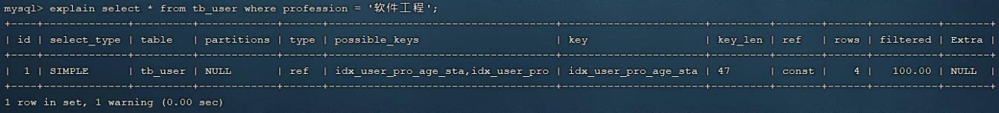 mysql> explain select * from tb_user where profession = '软件工程';
+----+-------------+---------+------------+------+---------------------------------------+----------------------+---------+-------+------+----------+-------+
| id | select_type | table   | partitions | type | possible_keys                         | key                  | key_len | ref   | rows | filtered | Extra |
+----+-------------+---------+------------+------+---------------------------------------+----------------------+---------+-------+------+----------+-------+
|  1 | SIMPLE      | tb_user | NULL       | ref  | idx_user_pro_age_sta,idx_user_pro | idx_user_pro_age_sta | 47      | const |    4 |   100.00 | NULL  |
+----+-------------+---------+------------+------+---------------------------------------+----------------------+---------+-------+------+----------+-------+
1 row in set, 1 warning (0.00 sec)